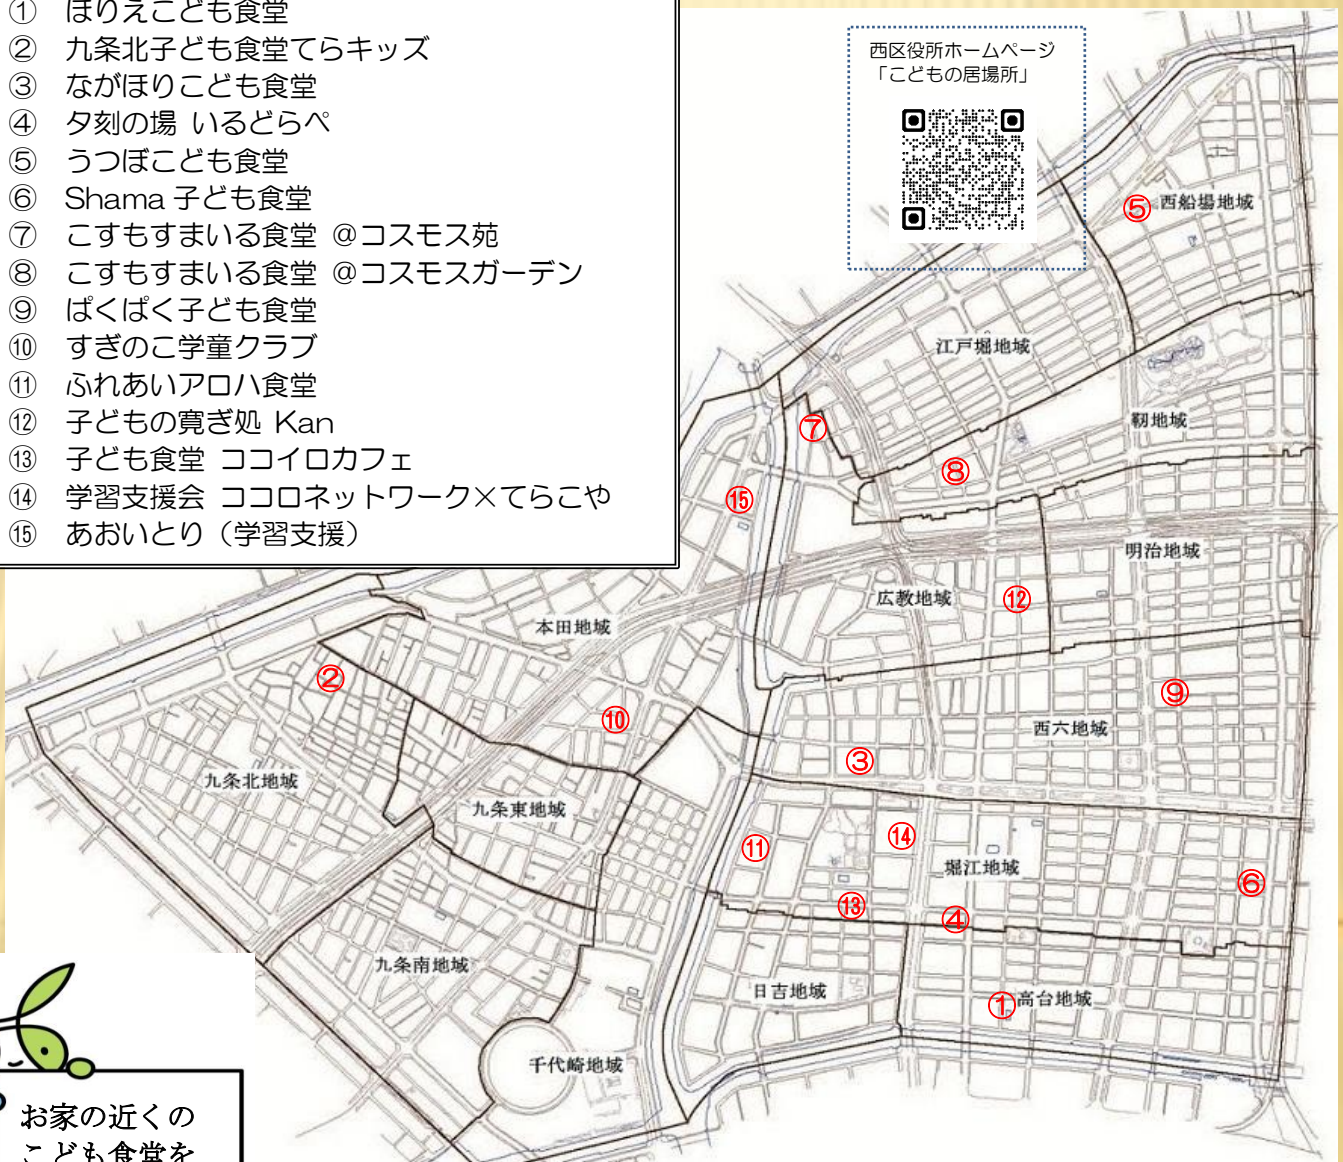 ① ほりえこども食堂
② 九条北子ども食堂てらキッズ
③ ながほりこども食堂
④ 夕刻の場 いるどらぺ
⑤ うつぼこども食堂
⑥ Shama 子ども食堂
⑦ こすもすまいる食堂 @コスモス苑
⑧ こすもすまいる食堂 @コスモスガーデン
⑨ ぱくぱく子ども食堂
⑩ すぎのこ学童クラブ
⑪ ふれあいアロハ食堂
⑫ 子どもの寛ぎ処 Kan
⑬ 子ども食堂 ココイロカフェ
⑭ 学習支援会 ココロネットワーク×てらこや
⑮ あおいとり（学習支援）
西区役所ホームページ
「こどもの居場所」
⑤ 西船場地域
江戸堀地域
⑦
靱地域
⑧
⑮
明治地域
広教地域 ⑫
本田地域
②
⑨
⑩
西六地域
③
九条北地域
九条東地域
⑭
⑪
堀江地域
⑥
⑬
④
九条南地域
日吉地域
① 高台地域
千代崎地域
お家の近くの
こども食堂を